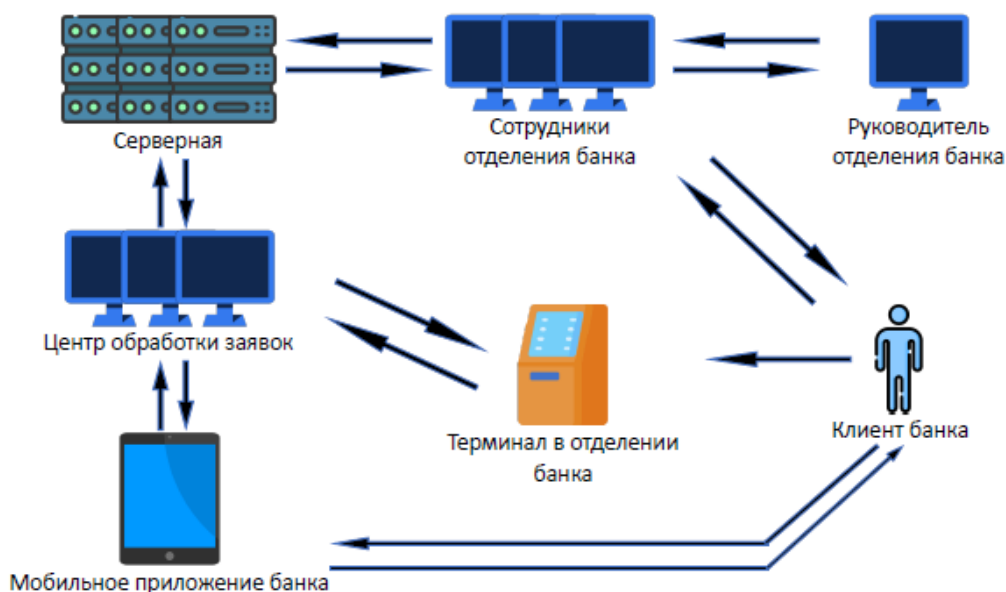 Серверная
Сотрудники
отделения банка
Руководитель
отделения банка
Центр обработки заявок
Терминал в отделении
банка
Клиент банка
Мобильное приложение банка